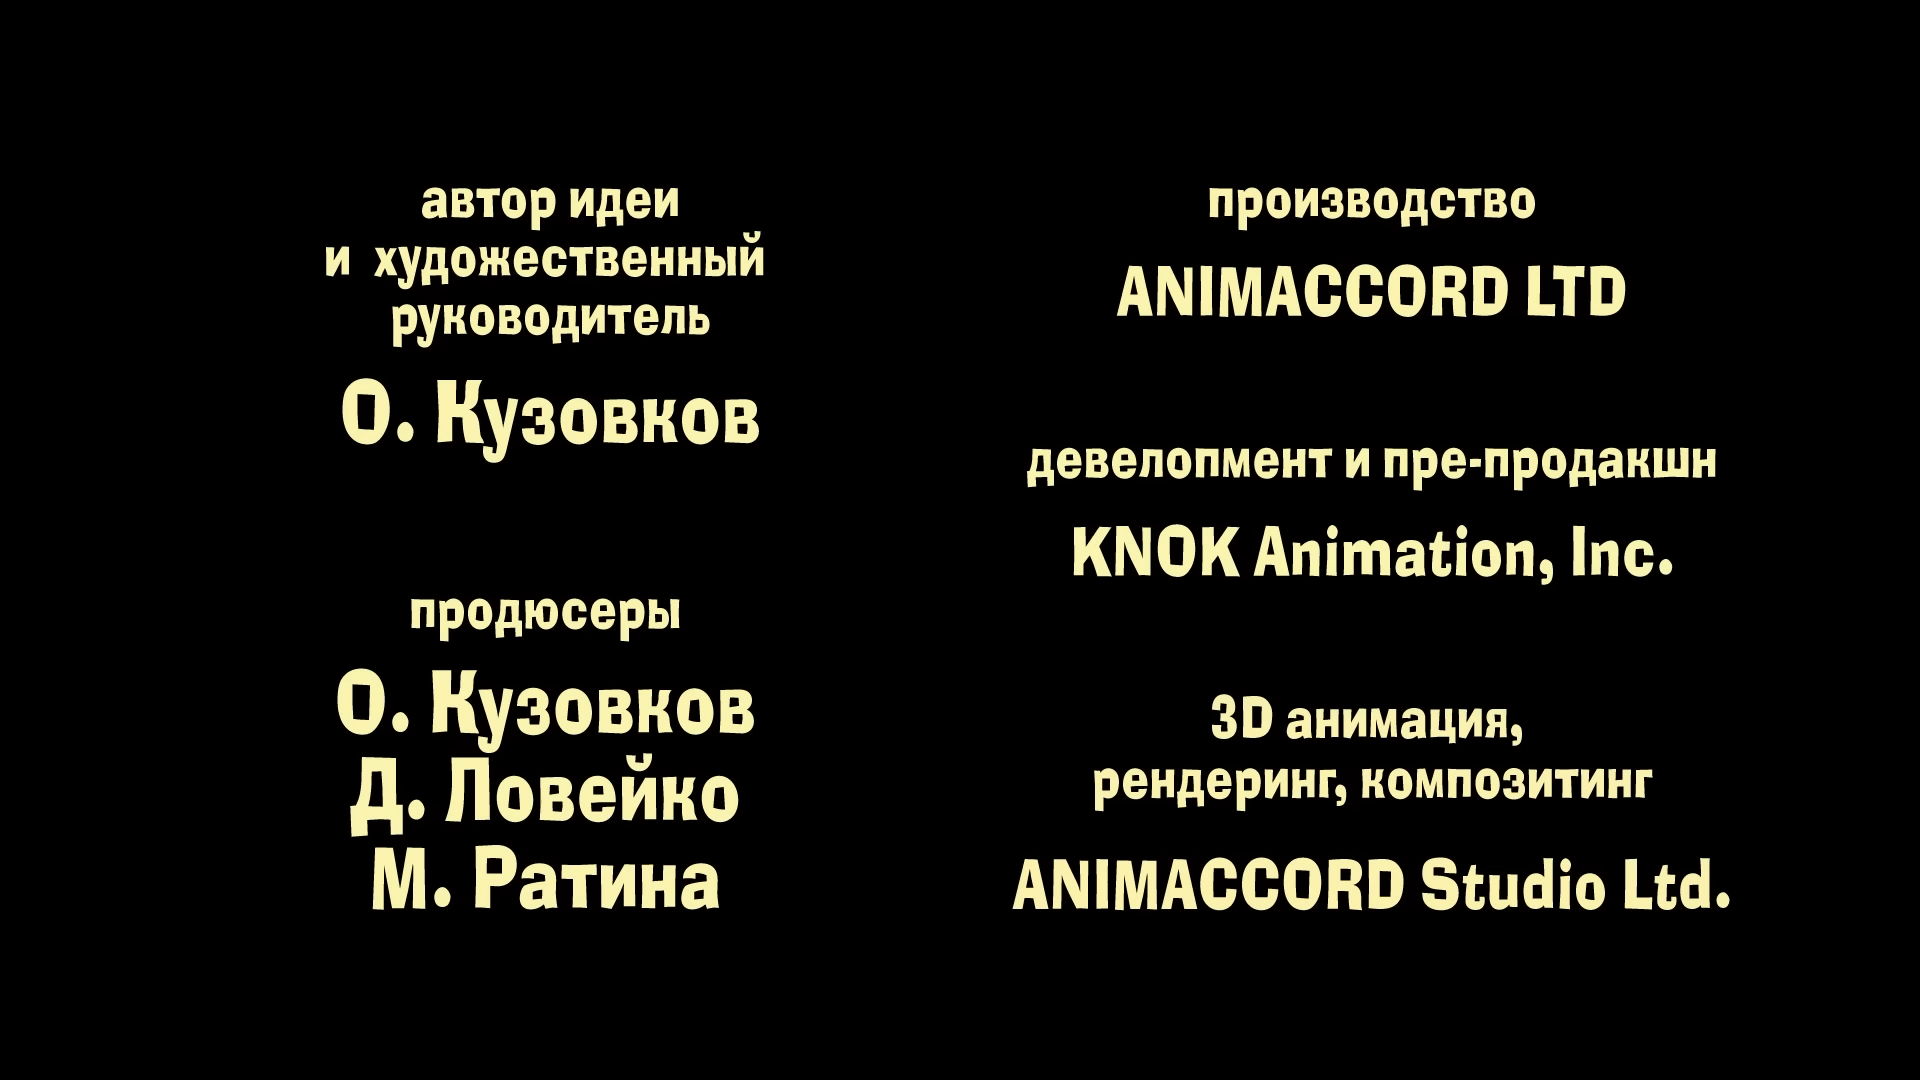 автор идеи
и художественный
руководитель
О. Кузовков
продюсеры
О. Кузовков
Д. Ловейко
М. Ратина
производство
ANIMACCORD LTD
девелопмент и пре-продакшн
KNOK Animation, Inc.
3D анимация,
рендеринг, композитинг
ANIMACCORD Studio Ltd.